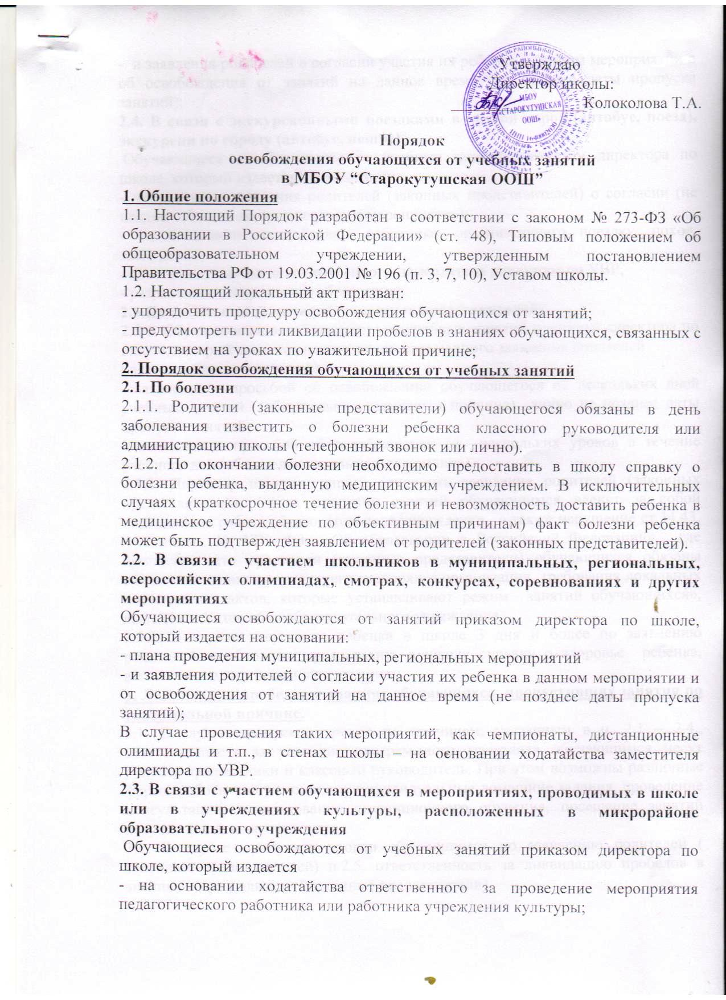 Утверждаю
Директор школы:
Колоколова Т.А.
МБОУ
«СТАРОКУТУШСКАЯ
ООШ»
Порядок
освобождения обучающихся от учебных занятий
в МБОУ “Старокутушская ООШ”
1. Общие положения
1.1. Настоящий Порядок разработан в соответствии с законом № 273-ФЗ «Об
образовании в Российской Федерации» (ст. 48), Типовым положением об
общеобразовательном учреждении, утвержденным постановлением
Правительства РФ от 19.03.2001 № 196 (п. 3, 7, 10), Уставом школы.
1.2. Настоящий локальный акт призван:
- упорядочить процедуру освобождения обучающихся от занятий;
- предусмотреть пути ликвидации пробелов в знаниях обучающихся, связанных с
отсутствием на уроках по уважительной причине;
2. Порядок освобождения обучающихся от учебных занятий
2.1. По болезни
2.1.1. Родители (законные представители) обучающегося обязаны в день
заболевания известить о болезни ребенка классного руководителя или
администрацию школы (телефонный звонок или лично).
2.1.2. По окончании болезни необходимо предоставить в школу справку о
болезни ребенка, выданную медицинским учреждением. В исключительных
случаях (краткосрочное течение болезни и невозможность доставить ребенка в
медицинское учреждение по объективным причинам) факт болезни ребенка
может быть подтвержден заявлением от родителей (законных представителей).
2.2. В связи с участием школьников в муниципальных, региональных,
всероссийских олимпиадах, смотрах, конкурсах, соревнованиях и других
мероприятиях
Обучающиеся освобождаются от занятий приказом директора по школе,
который издается на основании:
- плана проведения муниципальных, региональных мероприятий
- и заявления родителей о согласии участия их ребенка в данном мероприятии и
от освобождения от занятий на данное время (не позднее даты пропуска
занятий);
В случае проведения таких мероприятий, как чемпионаты, дистанционные
олимпиады и т.п., в стенах школы – на основании ходатайства заместителя
директора по УВР.
2.3. В связи с участием обучающихся в мероприятиях, проводимых в школе
или в учреждениях культуры, расположенных в микрорайоне
образовательного учреждения
Обучающиеся освобождаются от учебных занятий приказом директора по
школе, который издается
- на основании ходатайства ответственного за проведение мероприятия
педагогического работника или работника учреждения культуры;